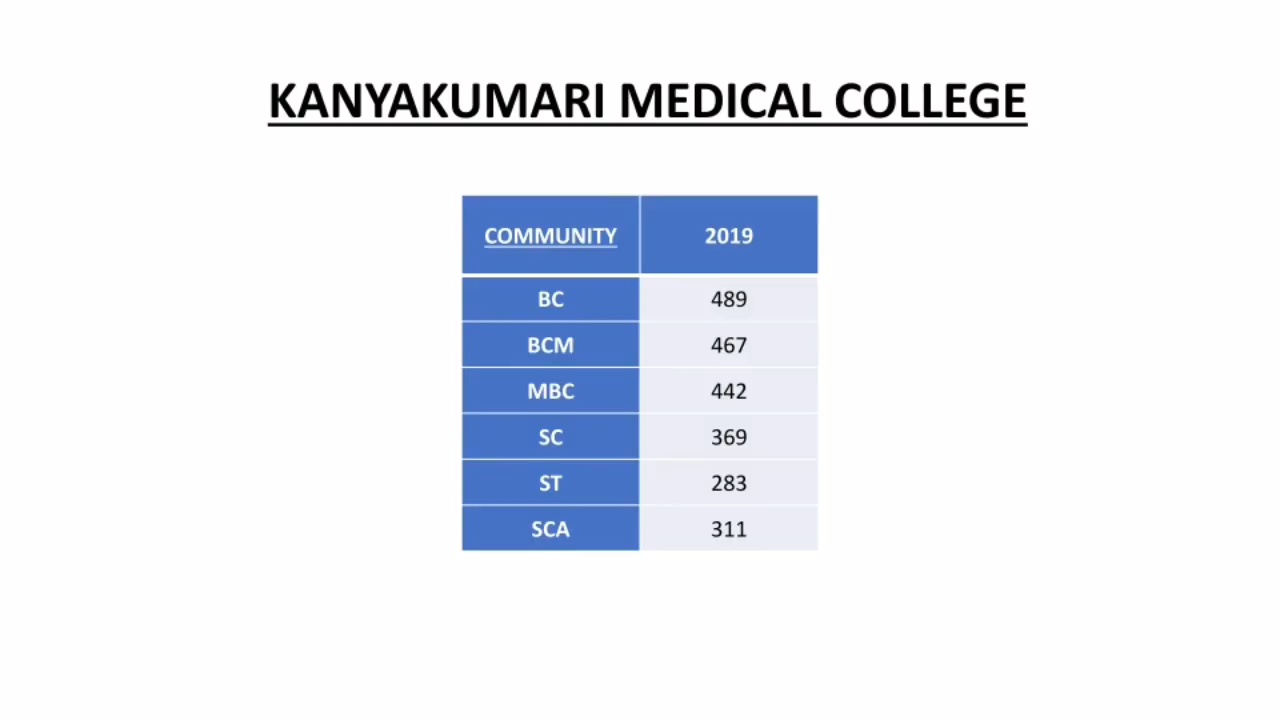 KANYAKUMARI MEDICAL COLLEGE
COMMUNITY 2019
BC 489
BCM 467
MBC 442
SC 369
ST 283
SCA 311